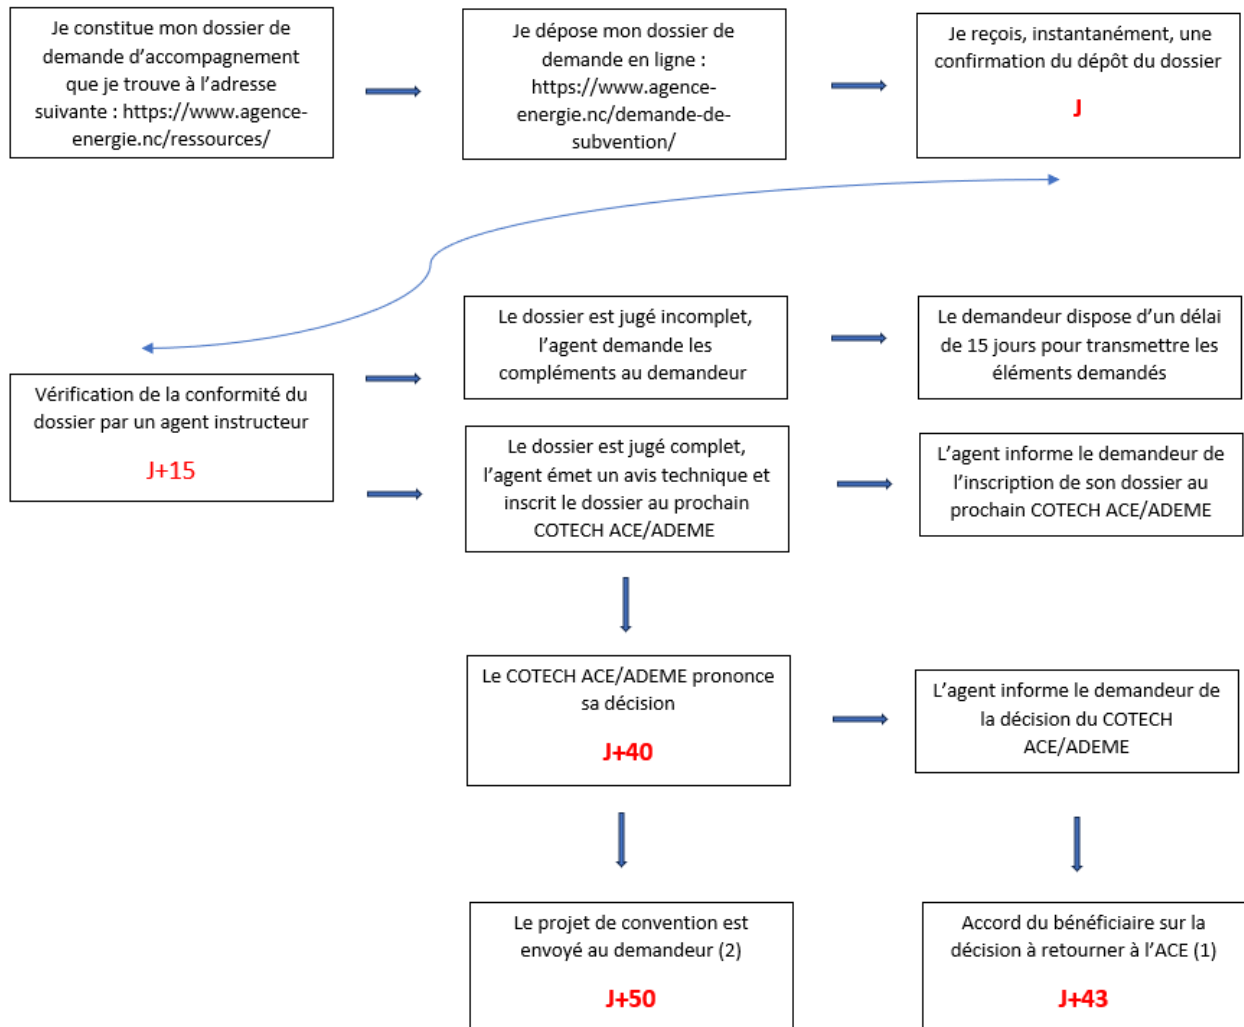 Je constitue mon dossier de
demande d’accompagnement
que je trouve à l’adresse
suivante : https://www.agence-
energie.nc/ressources/
Je dépose mon dossier de
demande en ligne :
https://www.agence-
energie.nc/demande-de-
subvention/
Je reçois, instantanément, une
confirmation du dépôt du dossier
J
Vérification de la conformité du
dossier par un agent instructeur
J+15
Le dossier est jugé incomplet,
l’agent demande les
compléments au demandeur
Le demandeur dispose d’un délai
de 15 jours pour transmettre les
éléments demandés
Le dossier est jugé complet,
l’agent émet un avis technique et
inscrit le dossier au prochain
COTECH ACE/ADEME
L’agent informe le demandeur de
l’inscription de son dossier au
prochain COTECH ACE/ADEME
Le COTECH ACE/ADEME prononce
sa décision
J+40
L’agent informe le demandeur de
la décision du COTECH
ACE/ADEME
Le projet de convention est
envoyé au demandeur (2)
J+50
Accord du bénéficiaire sur la
décision à retourner à l’ACE (1)
J+43